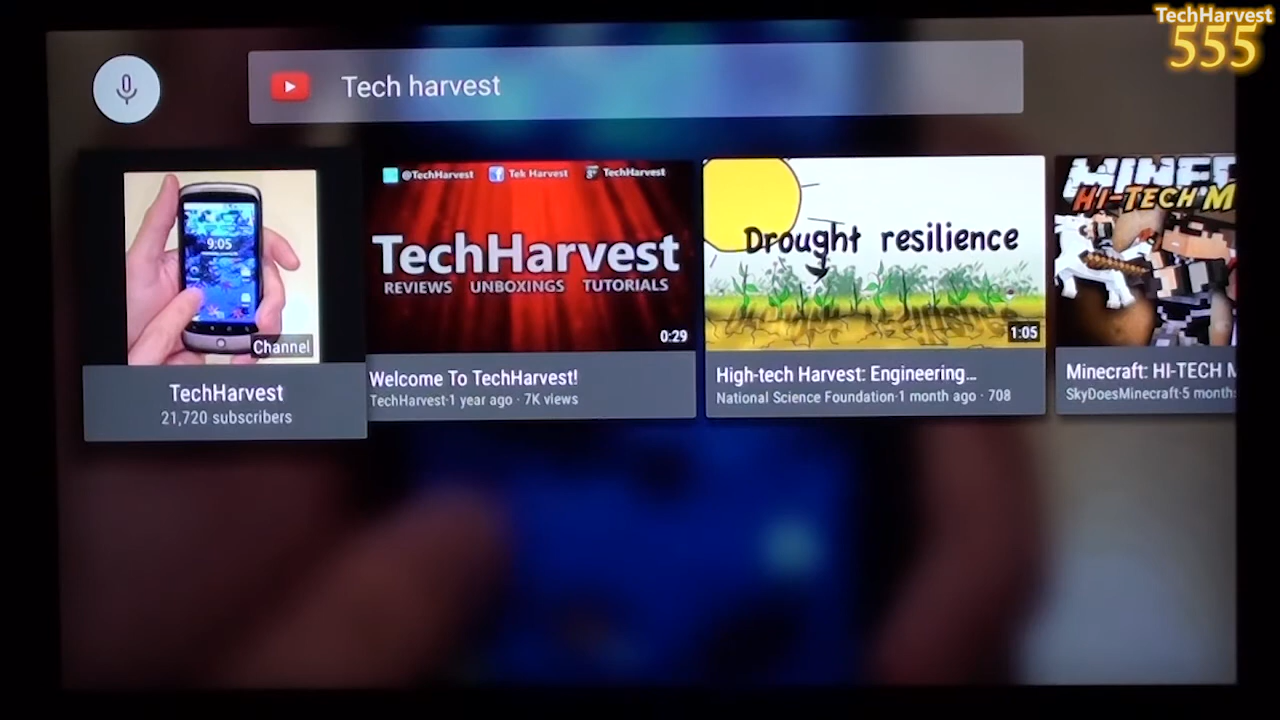 TechHarvest
555
Tech harvest
9:05
Channel
TechHarvest
21,720 subscribers
@TechHarvest Tek Harvest TechHarvest
TechHarvest
REVIEWS UNBOXINGS TUTORIALS
0:29
Welcome To TechHarvest!
TechHarvest·1 year ago · 7K views
Drought resilience
1:05
High-tech Harvest: Engineering...
National Science Foundation·1 month ago · 708
HI-TECH M
Minecraft: HI-TECH M
SkyDoesMinecraft·5 months